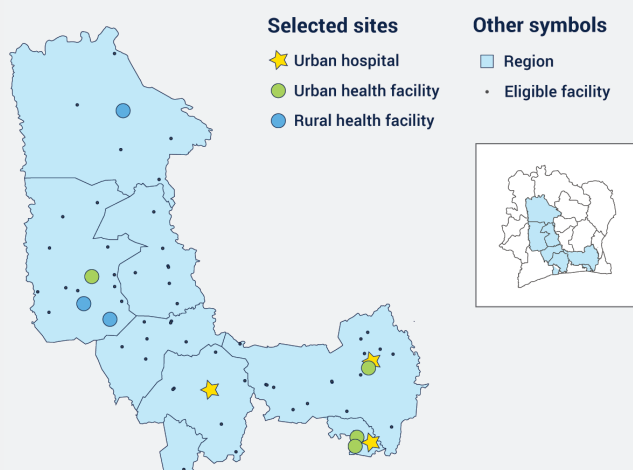 Selected sites
Urban hospital
Urban health facility
Rural health facility
Other symbols
Region
Eligible facility